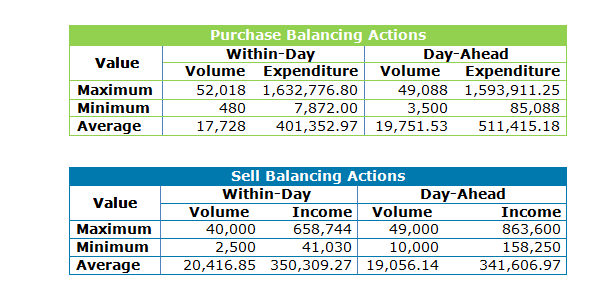 Purchase Balancing Actions
Value Within-Day Day-Ahead
Volume Expenditure Volume Expenditure
Maximum 52,018 1,632,776.80 49,088 1,593,911.25
Minimum 480 7,872.00 3,500 85,088
Average 17,728 401,352.97 19,751.53 511,415.18
Sell Balancing Actions
Value Within-Day Day-Ahead
Volume Income Volume Income
Maximum 40,000 658,744 49,000 863,600
Minimum 2,500 41,030 10,000 158,250
Average 20,416.85 350,309.27 19,056.14 341,606.97